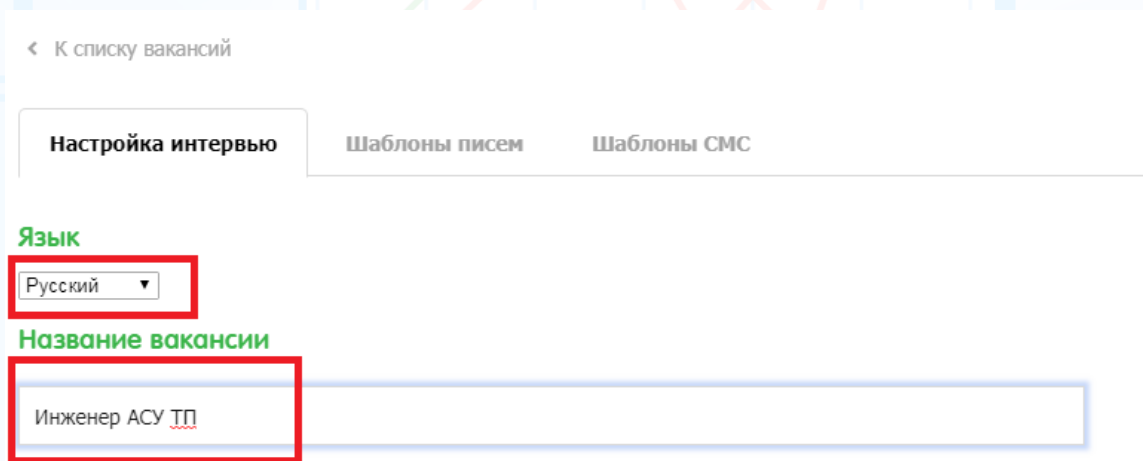 К списку вакансий
Настройка интервью Шаблоны писем Шаблоны СМС
Язык
Русский
Название вакансии
Инженер АСУ ТП